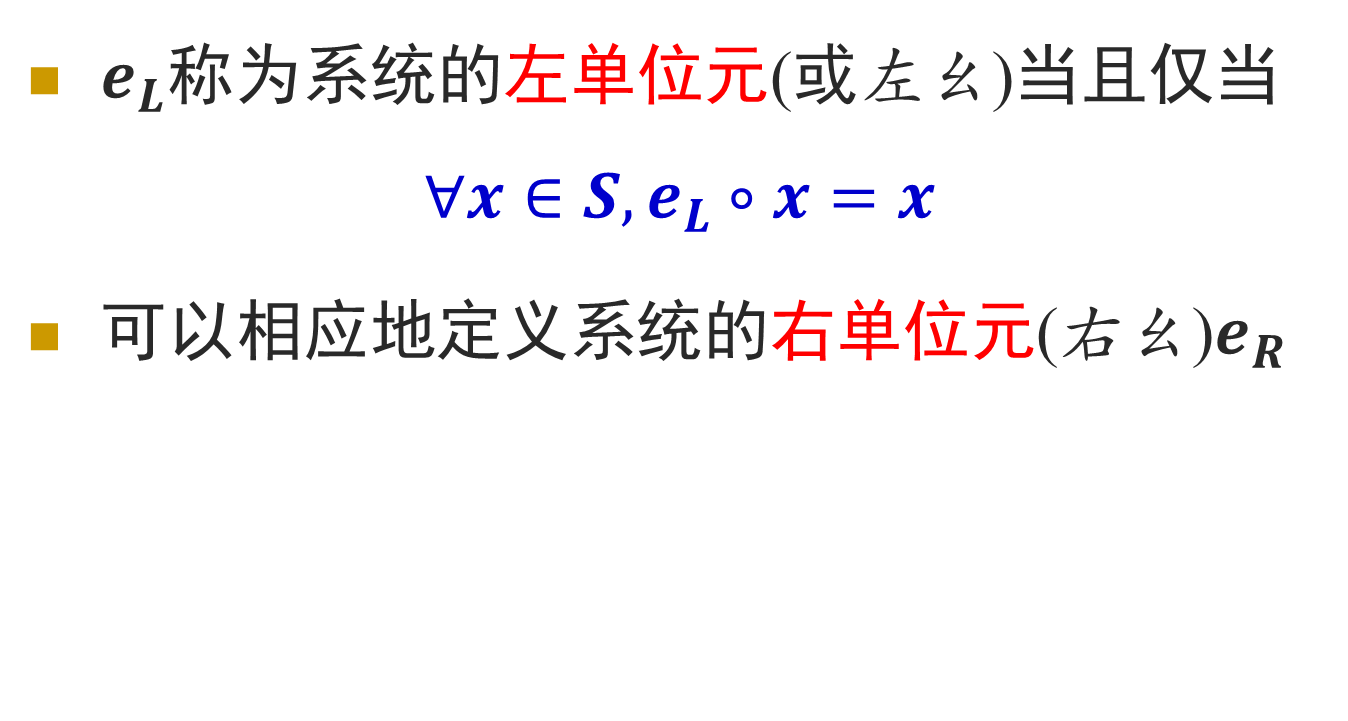 e_L称为系统的左单位元(或左幺)当且仅当
∀x ∈ S, e_L ∘ x = x
可以相应地定义系统的右单位元(右幺)e_R